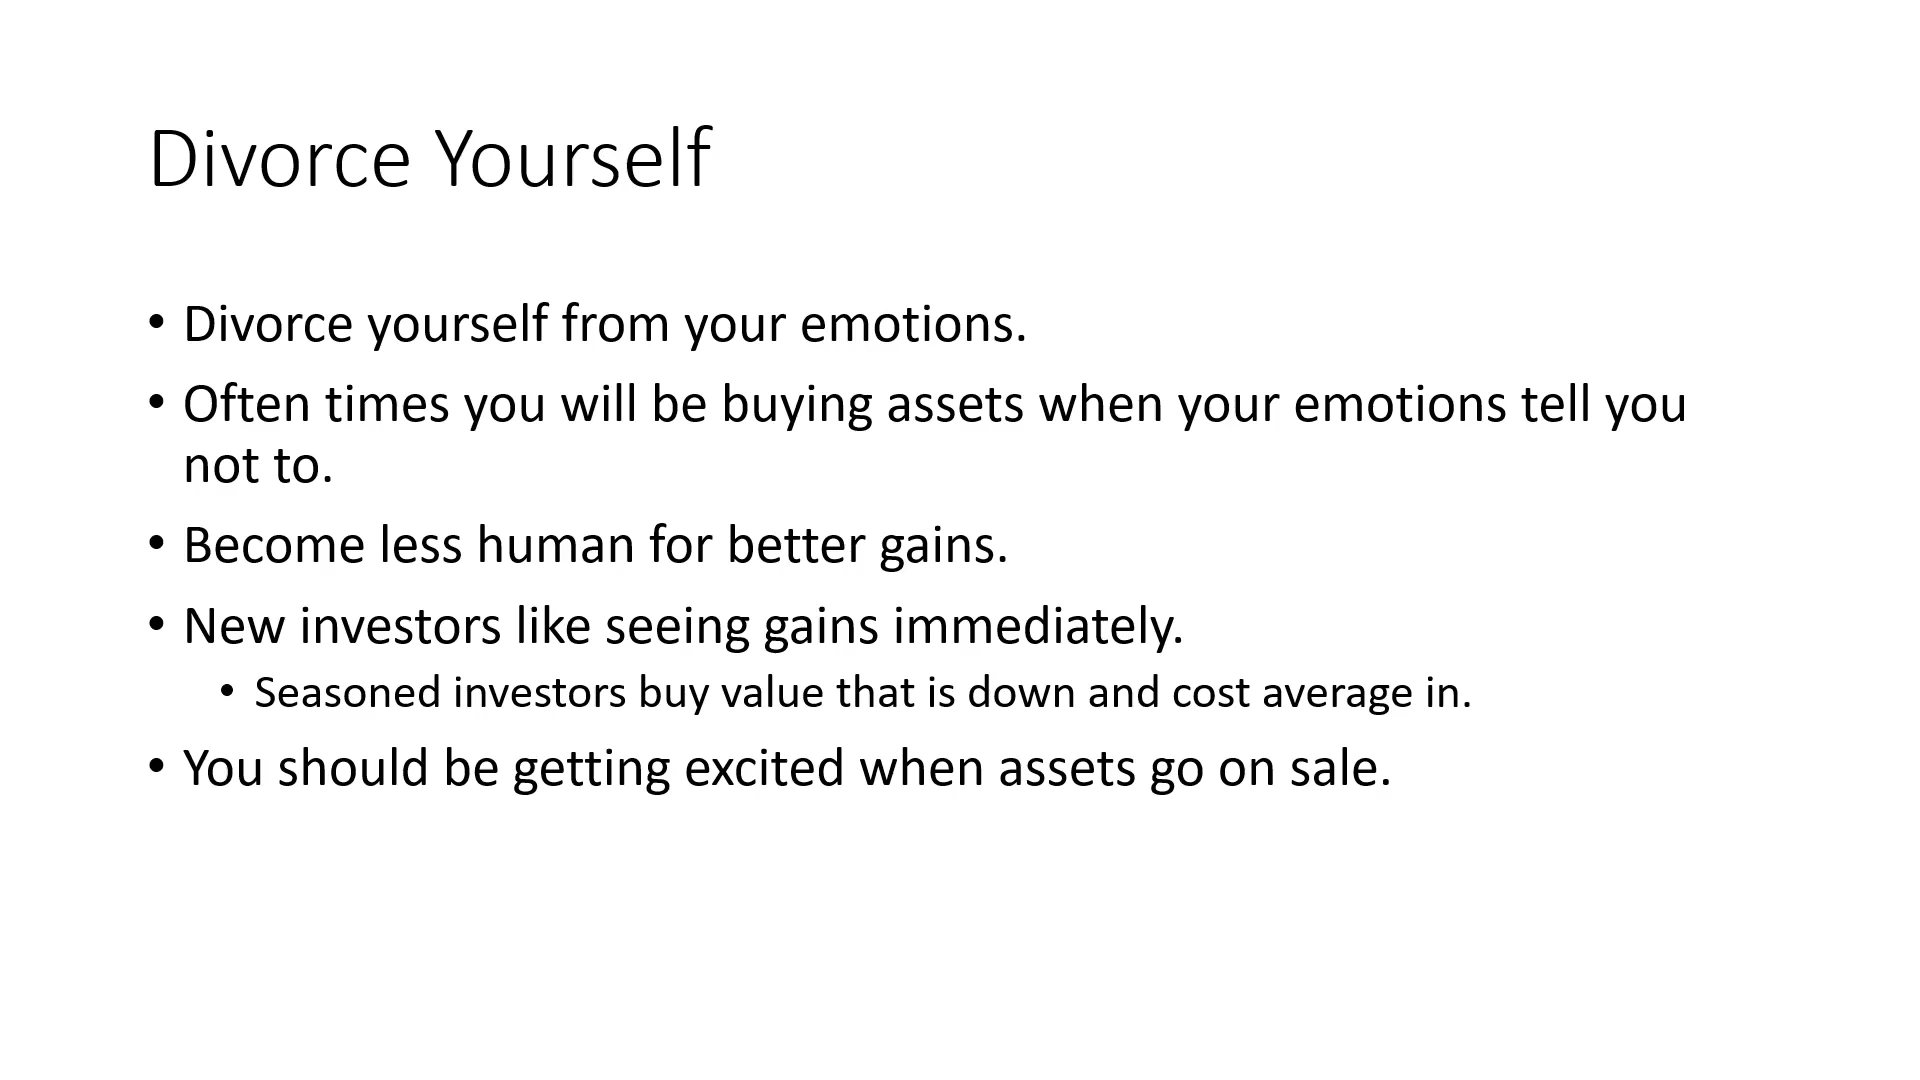 Divorce Yourself
• Divorce yourself from your emotions.
• Often times you will be buying assets when your emotions tell you
not to.
• Become less human for better gains.
• New investors like seeing gains immediately.
• Seasoned investors buy value that is down and cost average in.
• You should be getting excited when assets go on sale.